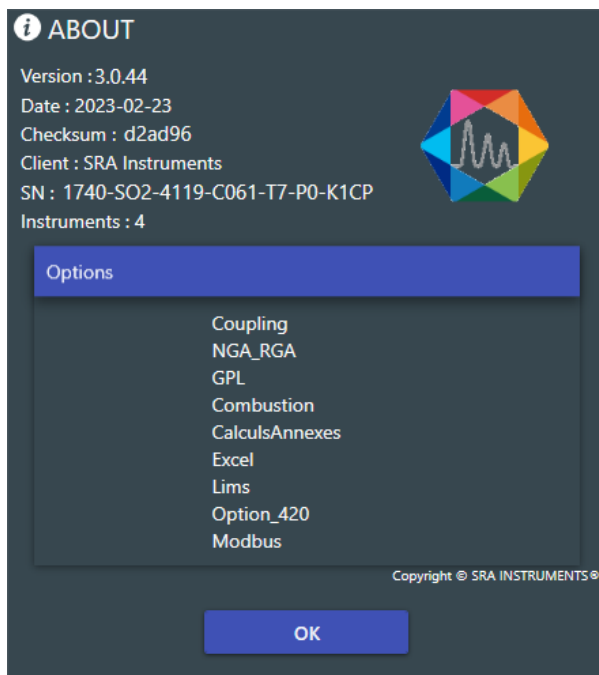 ABOUT
Version : 3.0.44
Date : 2023-02-23
Checksum : d2ad96
Client : SRA Instruments
SN : 1740-SO2-4119-C061-T7-P0-K1CP
Instruments : 4
Options
Coupling
NGA_RGA
GPL
Combustion
CalculsAnnexes
Excel
Lims
Option_420
Modbus
Copyright © SRA INSTRUMENTS®
OK